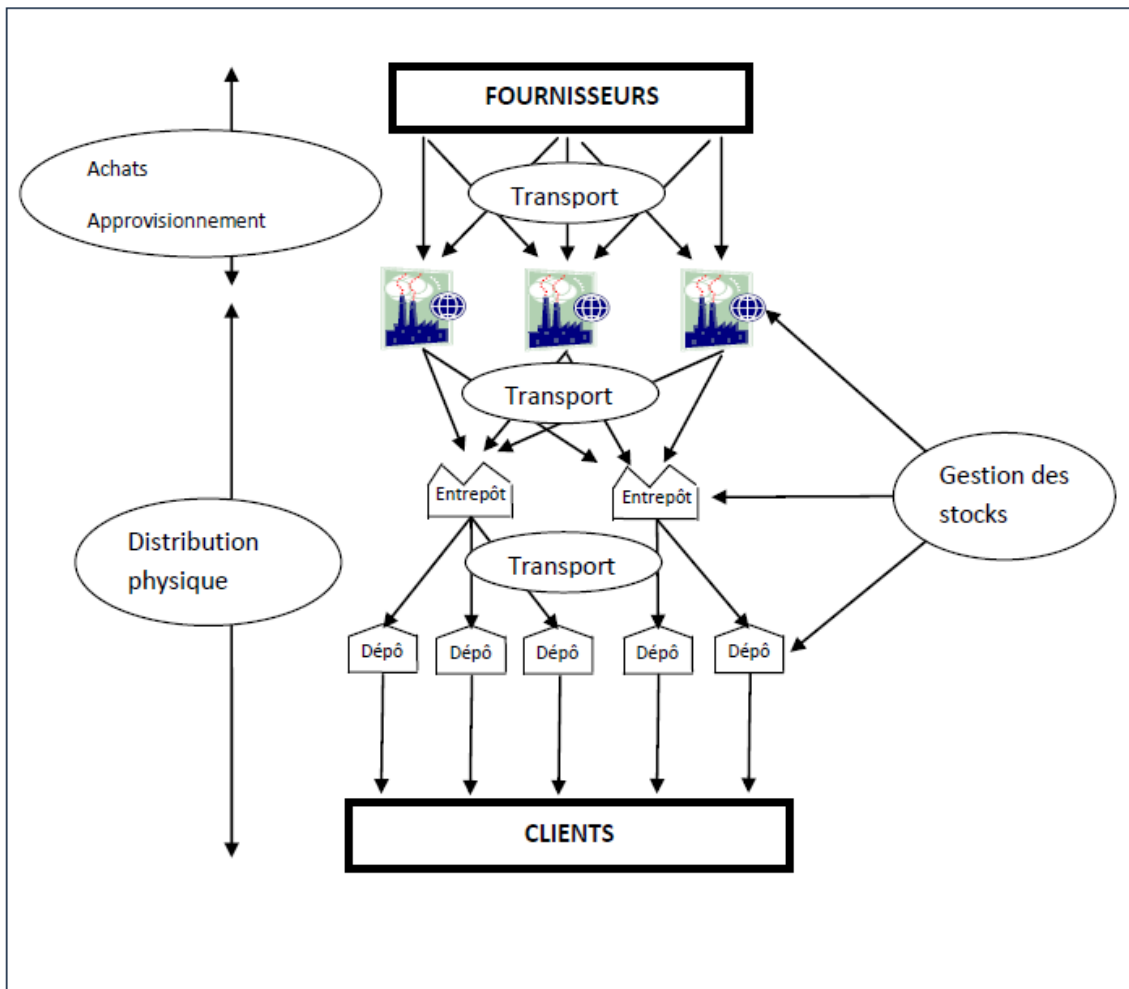 FOURNISSEURS
Achats
Approvisionnement
Transport
Transport
Entrepôt
Entrepôt
Gestion des
stocks
Distribution
physique
Transport
Dépô
Dépô
Dépô
Dépô
Dépô
CLIENTS